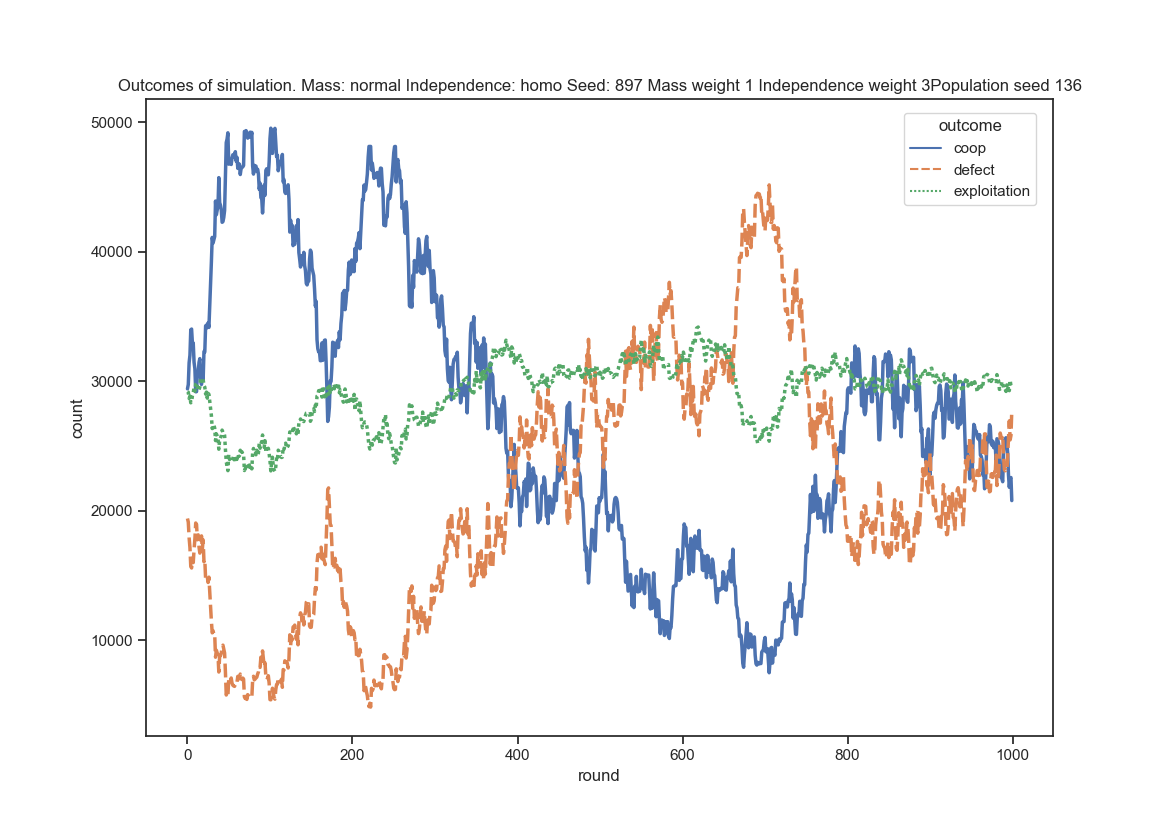 Outcomes of simulation. Mass: normal Independence: homo Seed: 897 Mass weight 1 Independence weight 3Population seed 136
outcome
coop
defect
exploitation
50000
40000
30000
20000
10000
count
0 200 400 600 800 1000
round